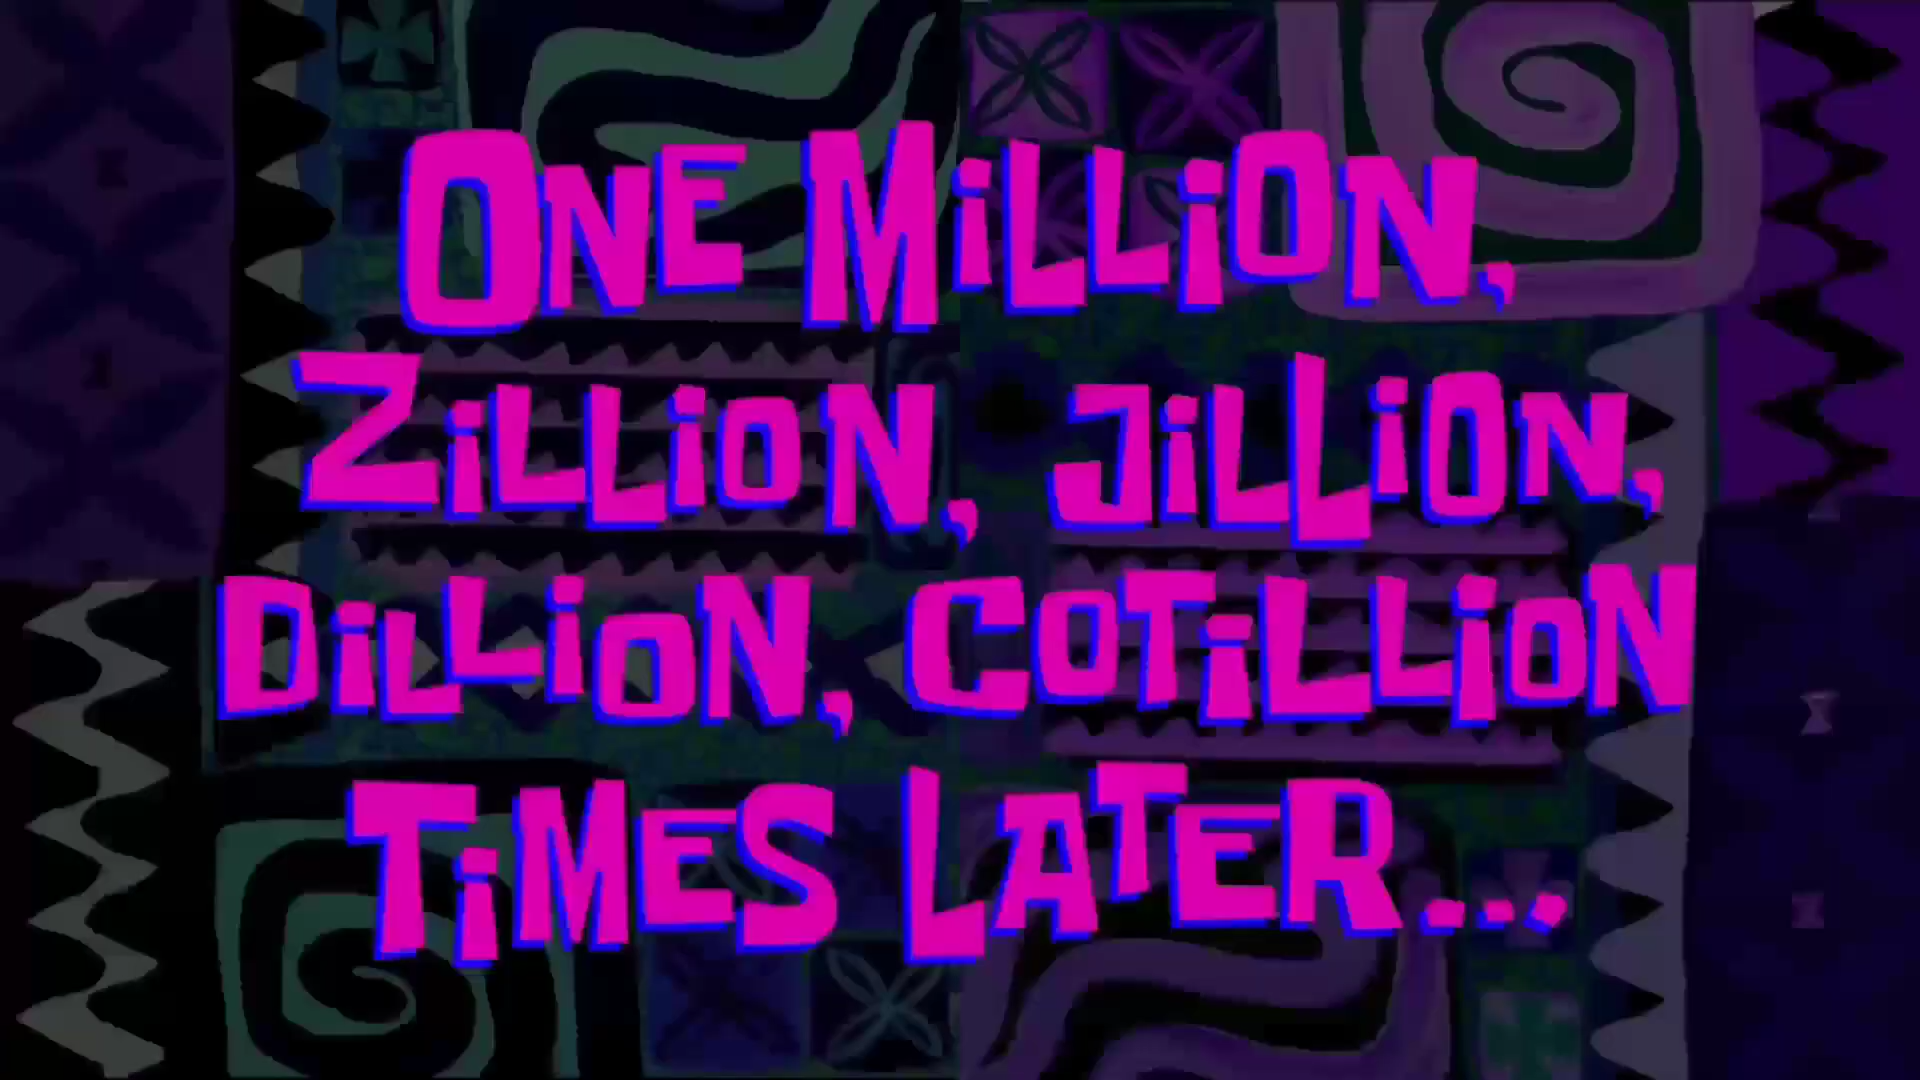 One Million,
Zillion, Jillion,
Dillion, Cotillion
Times Later...